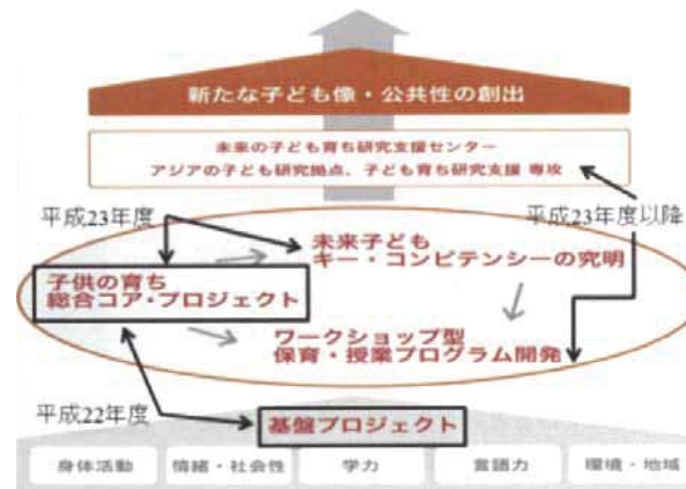 新たな子ども像・公共性の創出
未来の子ども育ち研究支援センター
アジアの子ども研究拠点、子ども育ち研究支援 専攻
平成23年度
平成23年度以降
未来子ども
キー・コンピテンシーの究明
子供の育ち
総合コア・プロジェクト
ワークショップ型
保育・授業プログラム開発
平成22年度
基盤プロジェクト
身体活動
情緒・社会性
学力
言語力
環境・地域